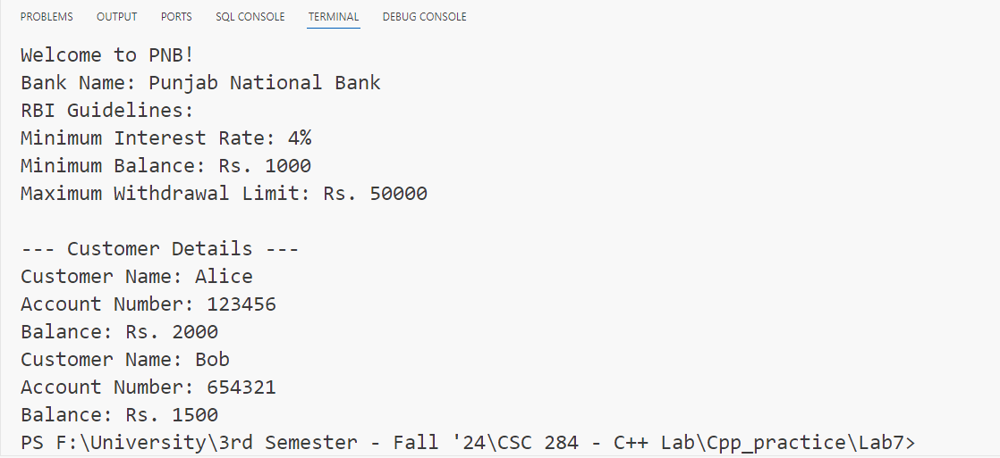 PROBLEMS OUTPUT PORTS SQL CONSOLE TERMINAL DEBUG CONSOLE
Welcome to PNB!
Bank Name: Punjab National Bank
RBI Guidelines:
Minimum Interest Rate: 4%
Minimum Balance: Rs. 1000
Maximum Withdrawal Limit: Rs. 50000
--- Customer Details ---
Customer Name: Alice
Account Number: 123456
Balance: Rs. 2000
Customer Name: Bob
Account Number: 654321
Balance: Rs. 1500
PS F:\University\3rd Semester - Fall '24\CSC 284 - C++ Lab\Cpp_practice\Lab7>